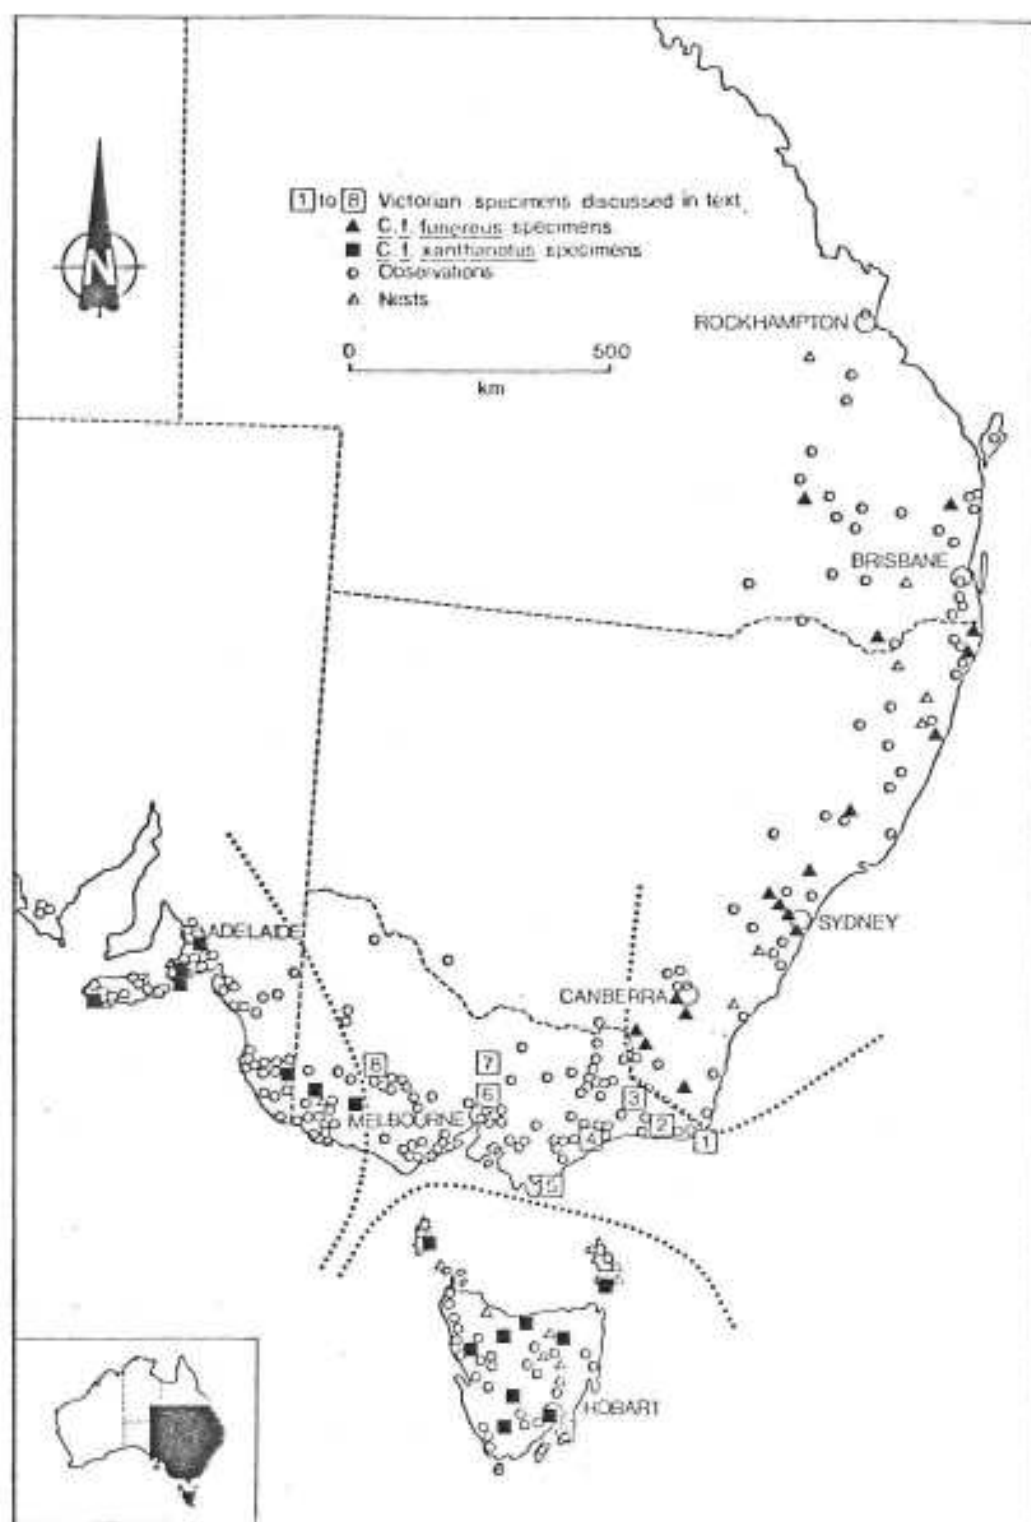 N
1 to 8 Victorian specimens discussed in text
C. f. funereus specimens
C. f. xanthanotus specimens
Observations
Nests
0 500
km
ROCKHAMPTON
BRISBANE
ADELAIDE
SYDNEY
CANBERRA
8
7
6
3
MELBOURNE
4
2
1
5
HOBART